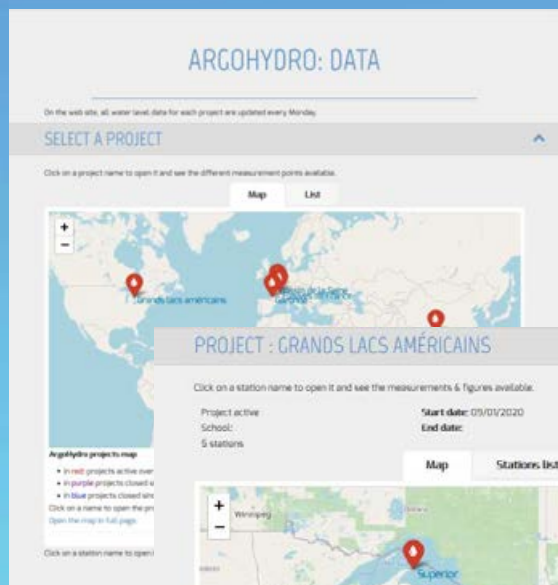 ARGOHYDRO: DATA
On the web site, all water level data for each project are updated every Monday.
SELECT A PROJECT
Click on a project name to open it and see the different measurement points available.
Map List
+
−
Grands lacs américains
Bassin de la Seine
PROJECT : GRANDS LACS AMÉRICAINS
Click on a station name to open it and see the measurements & figures available.
Project active Start date: 09/01/2020
School: End date:
5 stations
Map Stations list
ArgoHydro projects map
In red: projects active over
In purple projects closed
In blue projects closed
Click on a name to open the
Open the map in full page
Click on a station name to open
+
−
Winnipeg
Superior